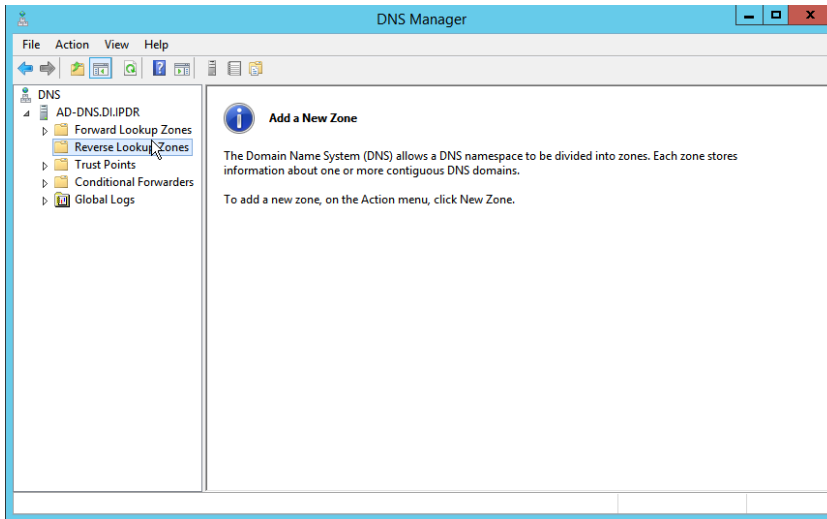 DNS Manager
File Action View Help
DNS
AD-DNS.DI.IPDR
Forward Lookup Zones
Reverse Lookup Zones
Trust Points
Conditional Forwarders
Global Logs
Add a New Zone
The Domain Name System (DNS) allows a DNS namespace to be divided into zones. Each zone stores
information about one or more contiguous DNS domains.
To add a new zone, on the Action menu, click New Zone.